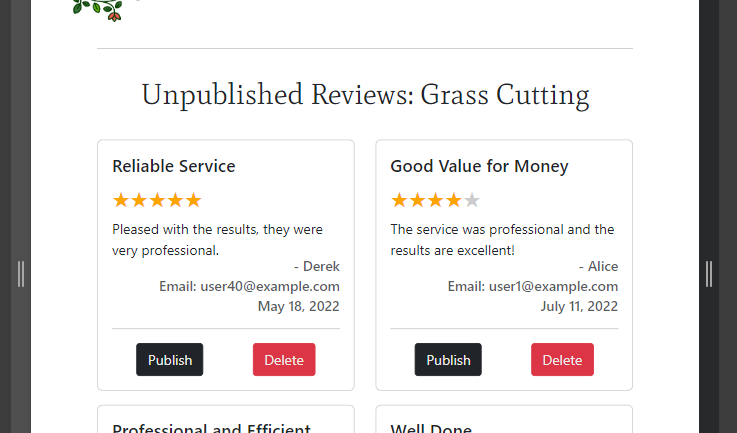 Unpublished Reviews: Grass Cutting
Reliable Service
Pleased with the results, they were
very professional.
- Derek
Email: user40@example.com
May 18, 2022
Publish
Delete
Good Value for Money
The service was professional and the
results are excellent!
- Alice
Email: user1@example.com
July 11, 2022
Publish
Delete
Professional and Efficient
Well Done